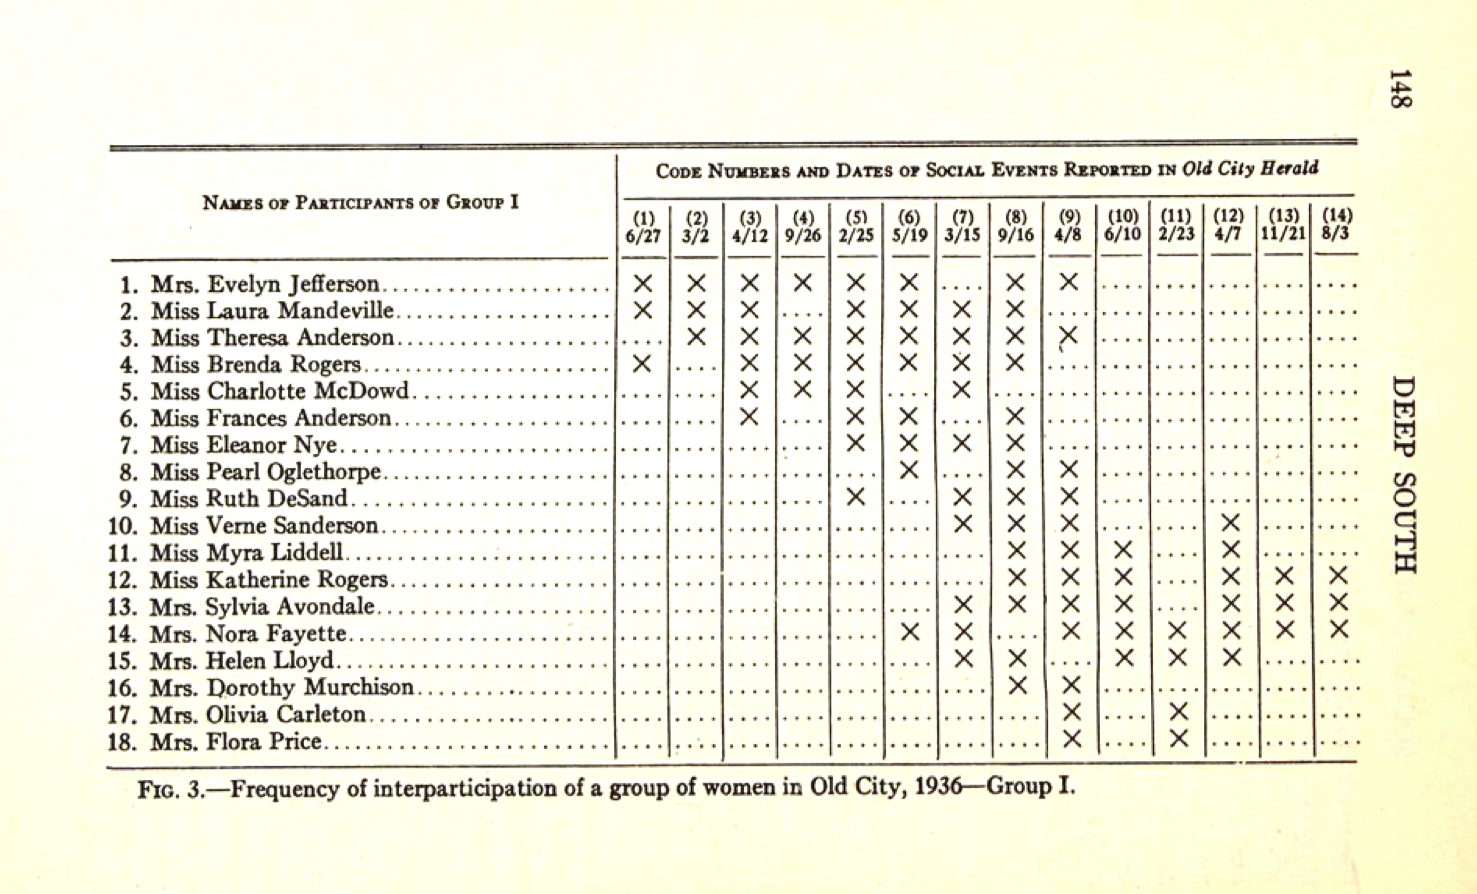 148
DEEP SOUTH
NAMES OF PARTICIPANTS OF GROUP I
CODE NUMBERS AND DATES OF SOCIAL EVENTS REPORTED IN Old City Herald
(1) (2) (3) (4) (5) (6) (7) (8) (9) (10) (11) (12) (13) (14)
6/27 3/2 4/12 9/26 2/25 5/19 3/15 9/16 4/8 6/10 2/23 4/7 11/21 8/3
1. Mrs. Evelyn Jefferson.................... × × × × × × .... × × .... .... .... .... ....
2. Miss Laura Mandeville.................... × × × .... × × × × .... .... .... .... .... ....
3. Miss Theresa Anderson.................... .... × × × × × × × × .... .... .... .... ....
4. Miss Brenda Rogers.................... × .... × × × × × × .... .... .... .... .... ....
5. Miss Charlotte McDowd.................... .... .... × × × .... × .... .... .... .... .... .... ....
6. Miss Frances Anderson.................... .... .... × .... × × .... × .... .... .... .... .... ....
7. Miss Eleanor Nye.................... .... .... .... .... × × × × .... .... .... .... .... ....
8. Miss Pearl Oglethorpe.................... .... .... .... .... .... × .... × × .... .... .... .... ....
9. Miss Ruth DeSand.................... .... .... .... .... × .... × × × .... .... .... .... ....
10. Miss Verne Sanderson.................... .... .... .... .... .... .... × × × .... .... × .... ....
11. Miss Myra Liddell.................... .... .... .... .... .... .... .... × × × .... × .... ....
12. Miss Katherine Rogers.................... .... .... .... .... .... .... .... × × × .... × × ×
13. Mrs. Sylvia Avondale.................... .... .... .... .... .... .... × × × × .... × × ×
14. Mrs. Nora Fayette.................... .... .... .... .... .... × × .... × × × × × ×
15. Mrs. Helen Lloyd.................... .... .... .... .... .... .... × × .... × × × .... ....
16. Mrs. Dorothy Murchison.................... .... .... .... .... .... .... .... × × .... .... .... .... ....
17. Mrs. Olivia Carleton.................... .... .... .... .... .... .... .... .... × .... × .... .... ....
18. Mrs. Flora Price.................... .... .... .... .... .... .... .... .... × .... × .... .... ....
FIG. 3.—Frequency of interparticipation of a group of women in Old City, 1936—Group I.